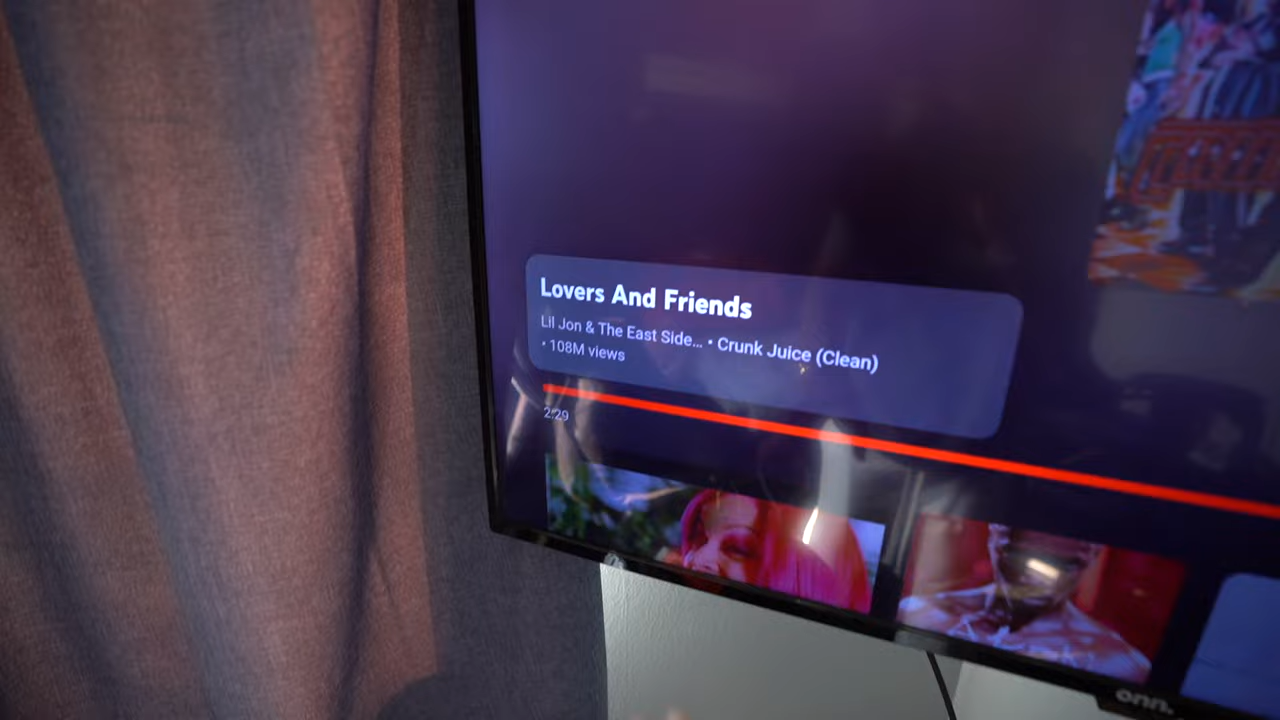 Lovers And Friends
Lil Jon & The East Side... • Crunk Juice (Clean)
• 108M views
2:29
onn.